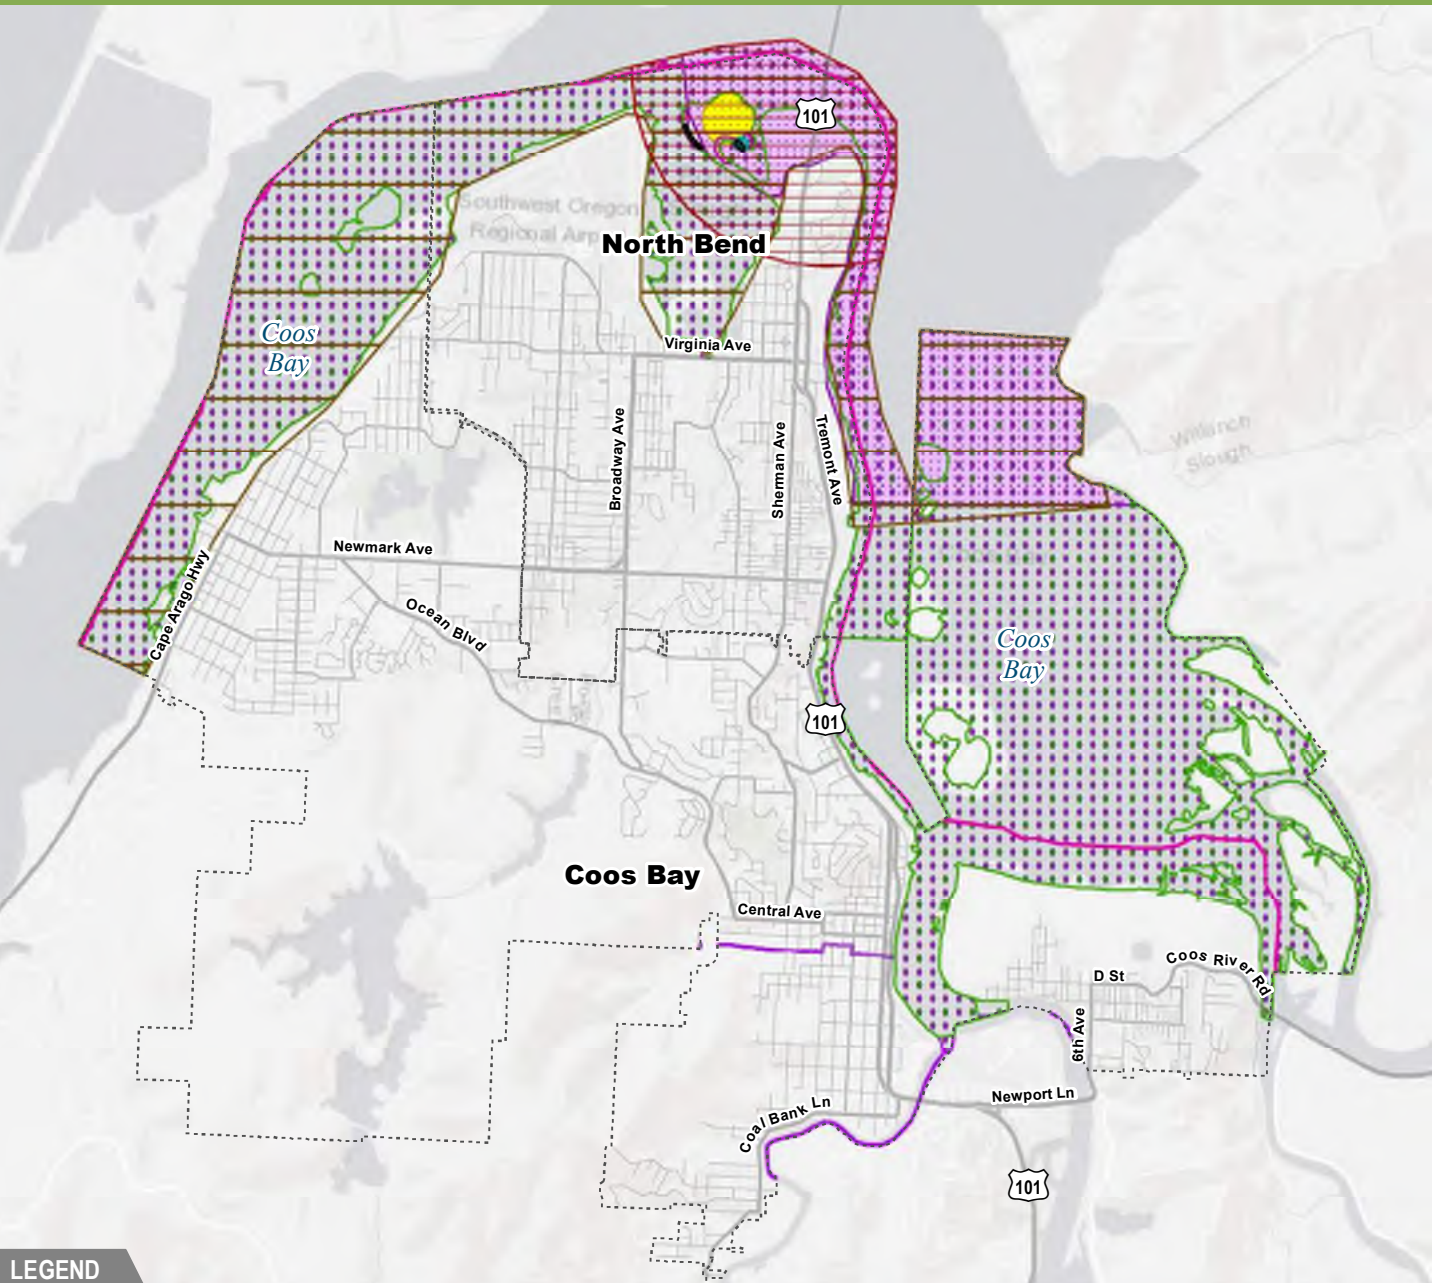 101
Southwest Oregon
Regional Airp
North Bend
Coos
Bay
Virginia Ave
Broadway Ave
Sherman Ave
Tremont Ave
Willanch
Slough
Newmark Ave
Cape Arago Hwy
Ocean Blvd
Coos
Bay
101
Coos Bay
Central Ave
Coos River Rd
D St
6th Ave
Newport Ln
Coal Bank Ln
101
LEGEND